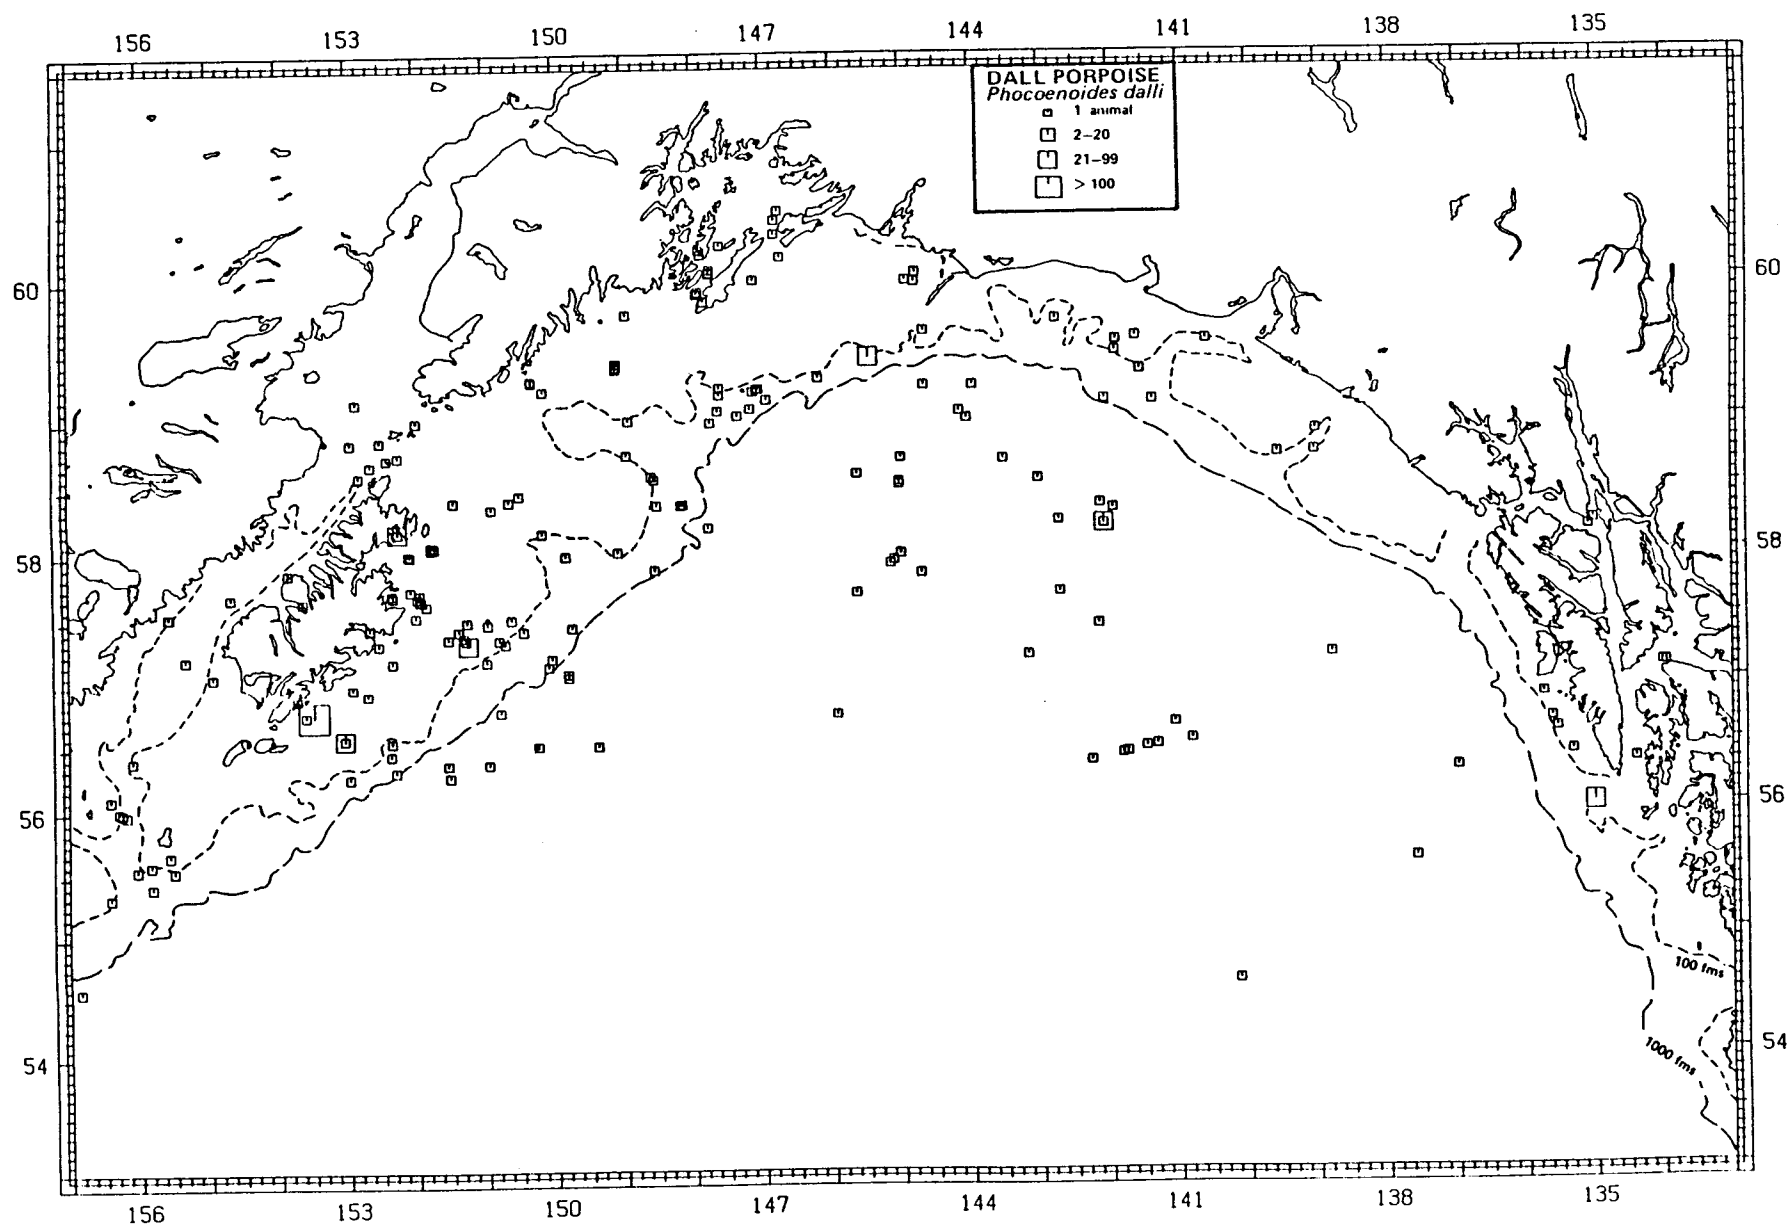 156 153 150 147 144 141 138 135
DALL PORPOISE
Phocoenoides dalli
1 animal
2–20
21–99
> 100
60 60
58 58
56 56
100 fms
1000 fms
54 54
156 153 150 147 144 141 138 135